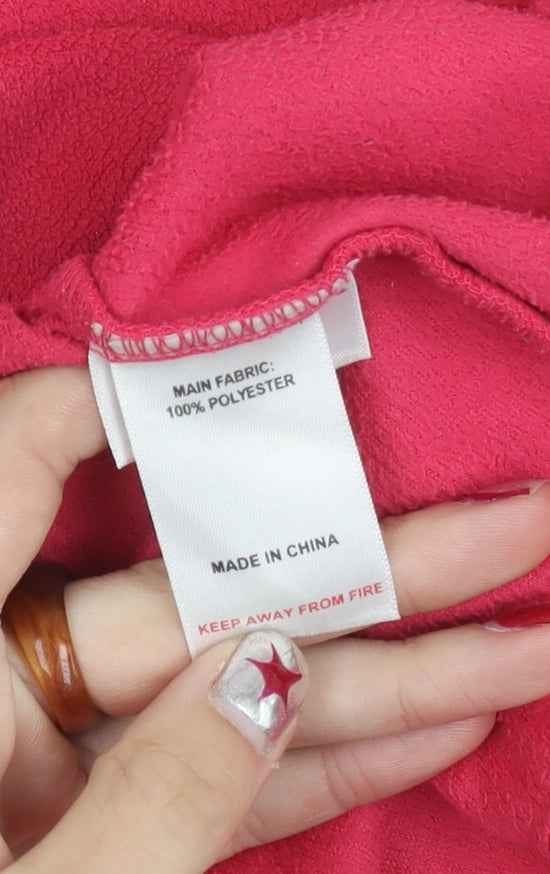 MAIN FABRIC:
100% POLYESTER
MADE IN CHINA
KEEP AWAY FROM FIRE